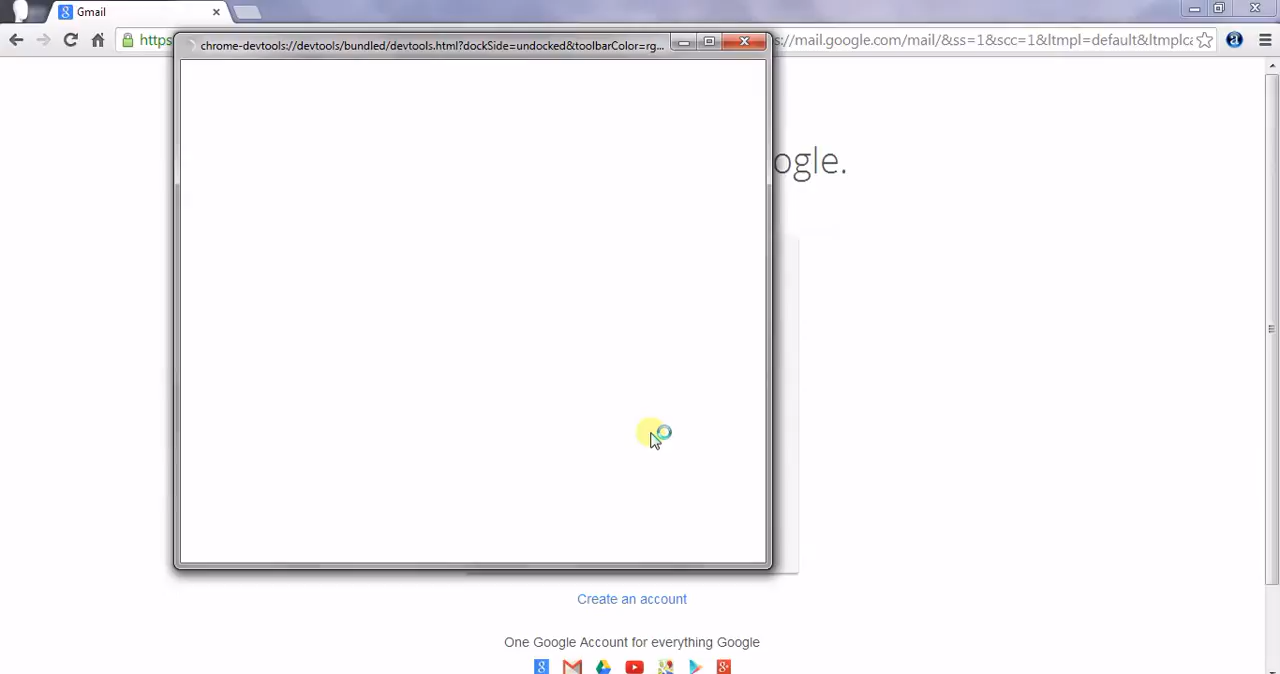 Gmail
https
s://mail.google.com/mail/&ss=1&scc=1&ltmpl=default&ltmplca
chrome-devtools://devtools/bundled/devtools.html?dockSide=undocked&toolbarColor=rg...
ogle.
Create an account
One Google Account for everything Google